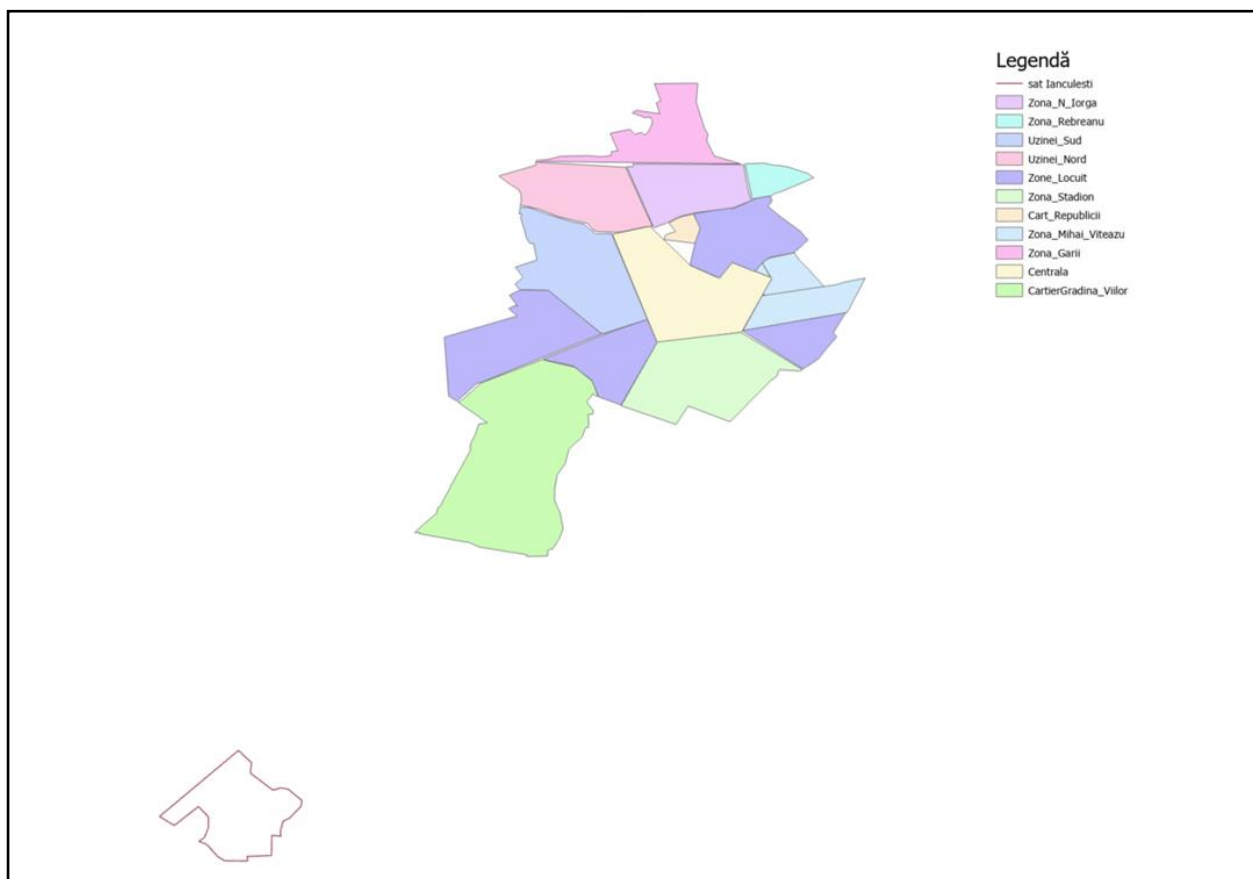 Legendă
sat Ianculesti
Zona_N_Iorga
Zona_Rebreanu
Uzinei_Sud
Uzinei_Nord
Zone_Locuit
Zona_Stadion
Cart_Republicii
Zona_Mihai_Viteazu
Zona_Garii
Centrala
CartierGradina_Viilor